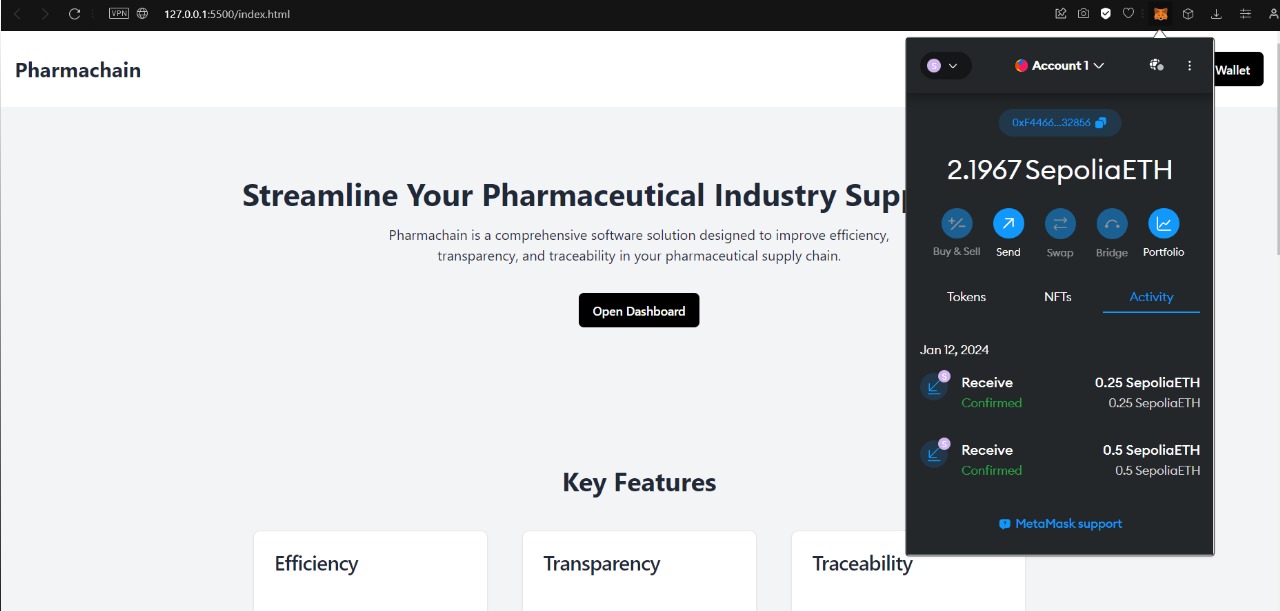 VPN
127.0.0.1:5500/index.html
Pharmachain
Wallet
Streamline Your Pharmaceutical Industry Supp
Pharmachain is a comprehensive software solution designed to improve efficiency,
transparency, and traceability in your pharmaceutical supply chain.
Open Dashboard
Key Features
Efficiency
Transparency
Traceability
S
Account 1
0xF4466...32856
2.1967 SepoliaETH
Buy & Sell
Send
Swap
Bridge
Portfolio
Tokens
NFTs
Activity
Jan 12, 2024
S
Receive
0.25 SepoliaETH
Confirmed
0.25 SepoliaETH
S
Receive
0.5 SepoliaETH
Confirmed
0.5 SepoliaETH
MetaMask support